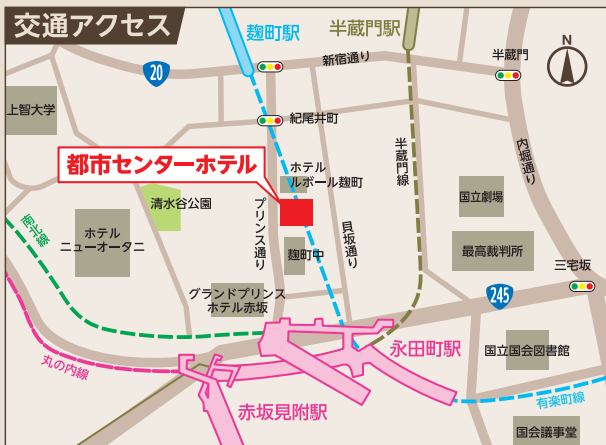 交通アクセス
麹町駅
半蔵門駅
N
新宿通り
半蔵門
20
上智大学
紀尾井町
半蔵門線
内堀通り
都市センターホテル
ホテル
ルポール麹町
清水谷公園
プリンス通り
貝坂通り
国立劇場
南北線
ホテル
ニューオータニ
麹町中
最高裁判所
三宅坂
245
グランドプリンス
ホテル赤坂
丸の内線
永田町駅
国立国会図書館
赤坂見附駅
有楽町線
国会議事堂